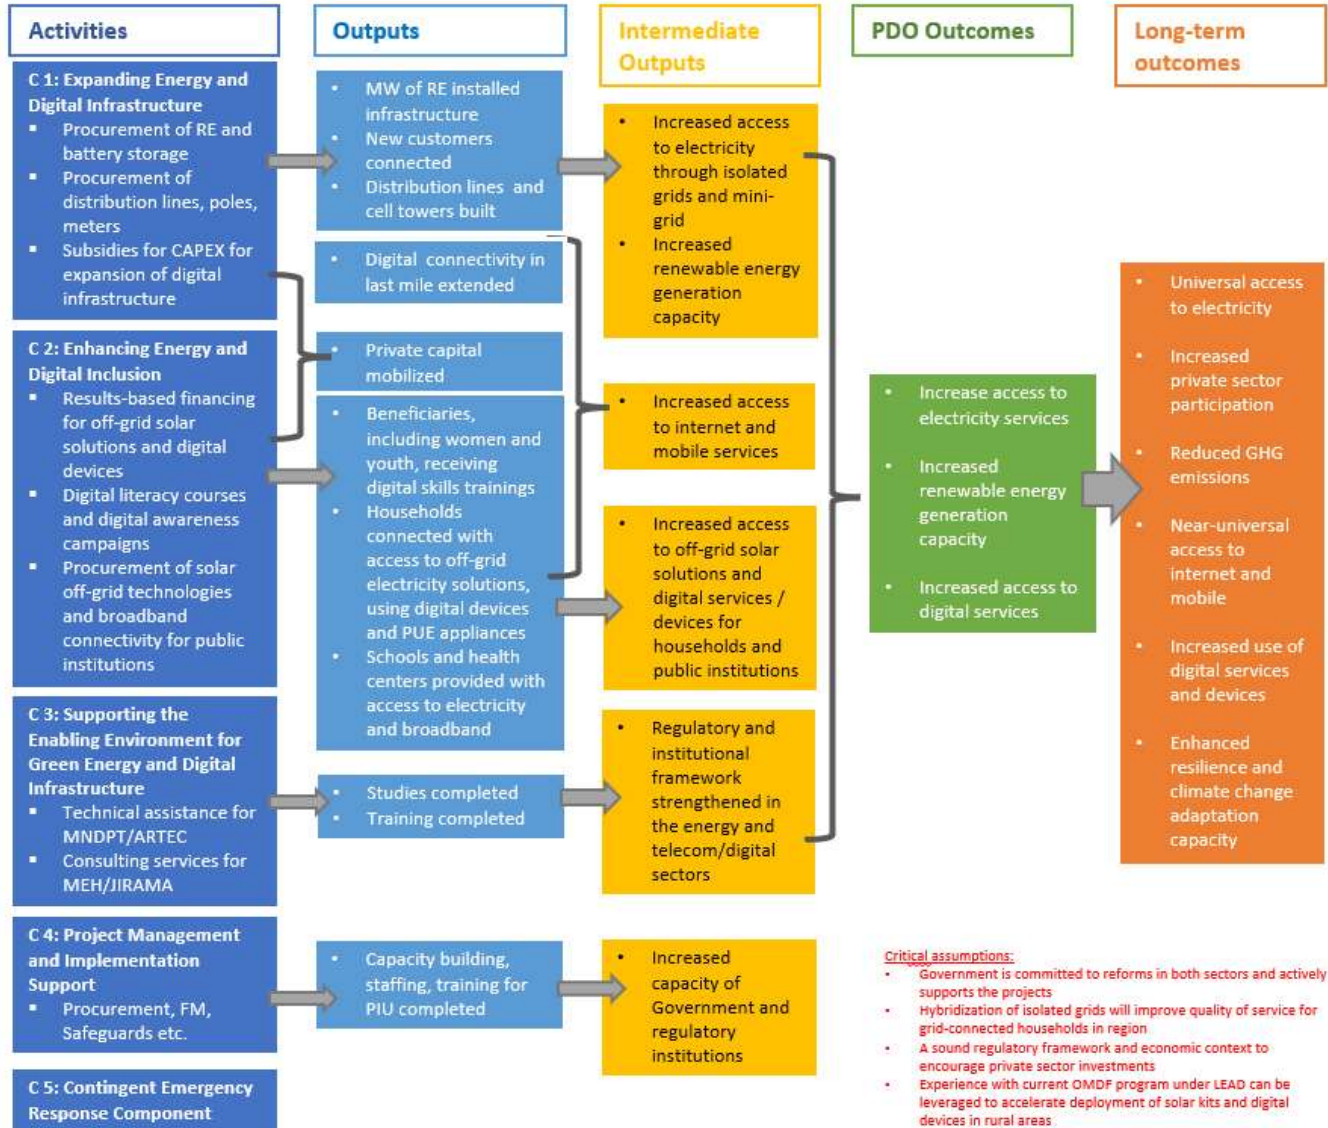 Activities
C 1: Expanding Energy and
Digital Infrastructure
▪ Procurement of RE and
battery storage
▪ Procurement of
distribution lines, poles,
meters
▪ Subsidies for CAPEX for
expansion of digital
infrastructure
C 2: Enhancing Energy and
Digital Inclusion
▪ Results-based financing
for off-grid solar
solutions and digital
devices
▪ Digital literacy courses
and digital awareness
campaigns
▪ Procurement of solar
off-grid technologies
and broadband
connectivity for public
institutions
C 3: Supporting the
Enabling Environment for
Green Energy and Digital
Infrastructure
▪ Technical assistance for
MNDPT/ARTEC
▪ Consulting services for
MEH/JIRAMA
C 4: Project Management
and Implementation
Support
▪ Procurement, FM,
Safeguards etc.
C 5: Contingent Emergency
Response Component
Outputs
• MW of RE installed
infrastructure
• New customers
connected
• Distribution lines and
cell towers built
• Digital connectivity in
last mile extended
• Private capital
mobilized
• Beneficiaries,
including women and
youth, receiving
digital skills trainings
• Households
connected with
access to off-grid
electricity solutions,
using digital devices
and PUE appliances
• Schools and health
centers provided with
access to electricity
and broadband
• Studies completed
• Training completed
• Capacity building,
staffing, training for
PIU completed
Intermediate
Outputs
• Increased access
to electricity
through isolated
grids and mini-
grid
• Increased
renewable energy
generation
capacity
• Increased access
to internet and
mobile services
• Increased access
to off-grid solar
solutions and
digital services /
devices for
households and
public institutions
• Regulatory and
institutional
framework
strengthened in
the energy and
telecom/digital
sectors
• Increased
capacity of
Government and
regulatory
institutions
PDO Outcomes
• Increase access to
electricity services
• Increased
renewable energy
generation
capacity
• Increased access to
digital services
Long-term
outcomes
• Universal access
to electricity
• Increased
private sector
participation
• Reduced GHG
emissions
• Near-universal
access to
internet and
mobile
• Increased use of
digital services
and devices
• Enhanced
resilience and
climate change
adaptation
capacity
Critical assumptions:
• Government is committed to reforms in both sectors and actively
supports the projects
• Hybridization of isolated grids will improve quality of service for
grid-connected households in region
• A sound regulatory framework and economic context to
encourage private sector investments
• Experience with current OMDF program under LEAD can be
leveraged to accelerate deployment of solar kits and digital
devices in rural areas